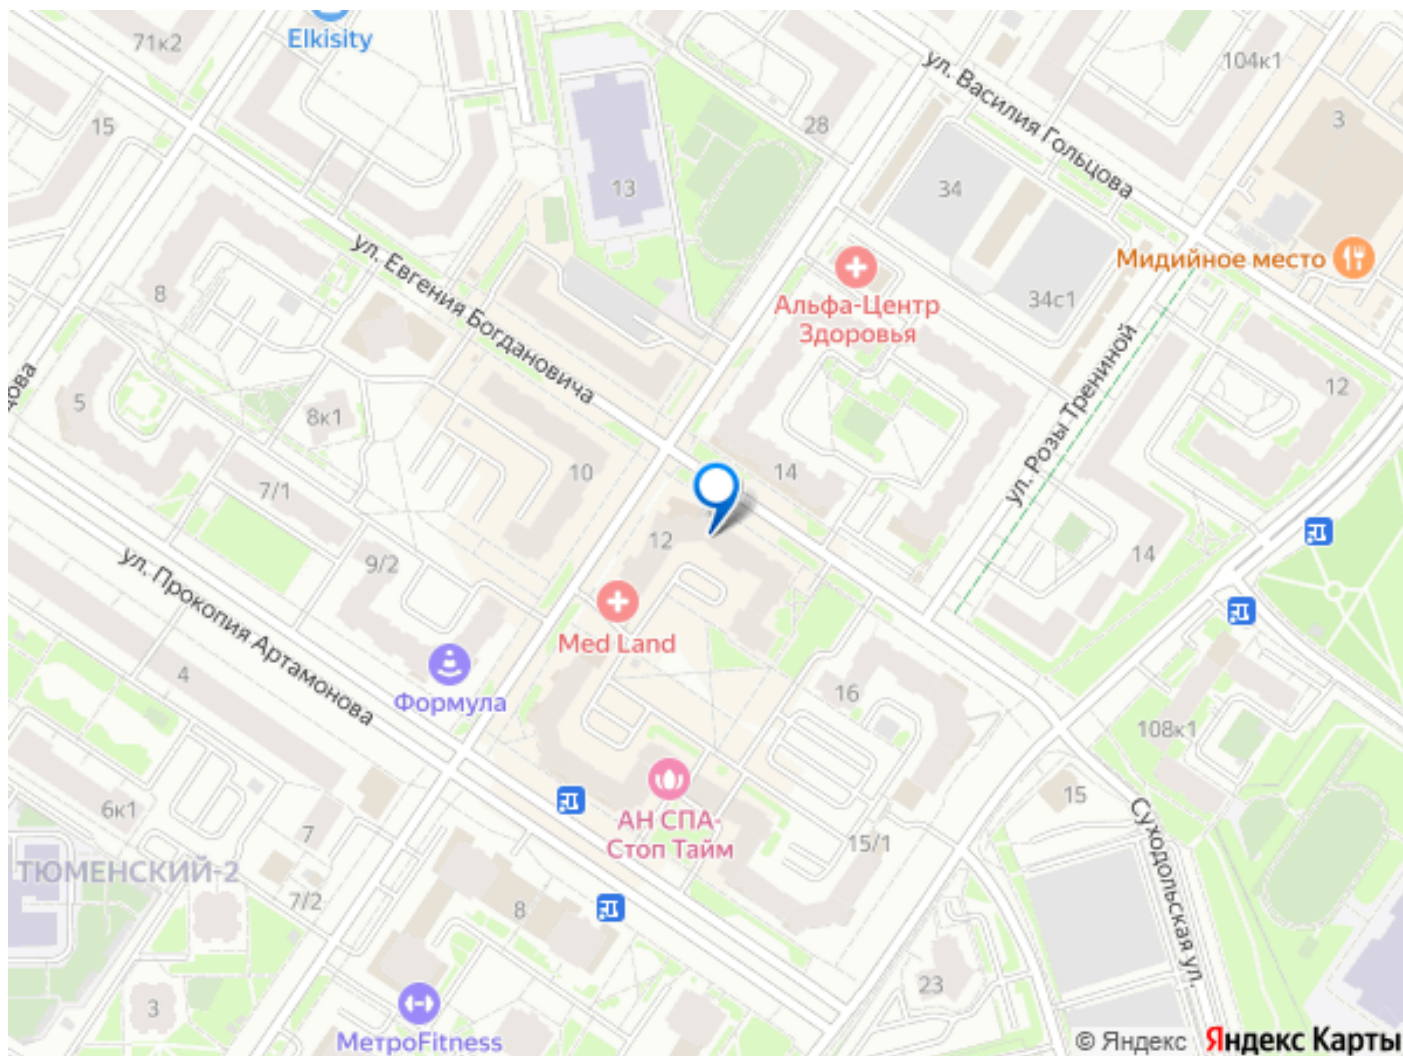 Elkisity
71к2
15
28
13
ул. Василия Гольцова
104к1
3
34
34с1
Мидийное место
Альфа-Центр
Здоровья
ул. Евгения Богдановича
8
5
8к1
7/1
9/2
10
14
12
ул. Розы Трениной
12
14
Med Land
Формула
ул. Прокопия Артамонова
4
16
108к1
15
Суходольская ул.
АН СПА-
Стоп Тайм
15/1
6к1
7
ТЮМЕНСКИЙ-2
7/2
8
3
23
МетроFitness
© Яндекс Яндекс Карты